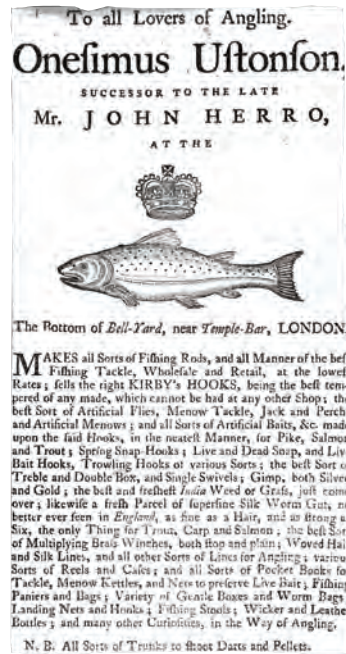 To all Lovers of Angling.
Oneſimus Uſtonſon,
SUCCESSOR TO THE LATE
Mr. JOHN HERRO,
AT THE
The Bottom of Bell-Yard, near Temple-Bar, LONDON
MAKES all Sorts of Fiſhing Rods, and all Manner of the beſ
Fiſhing Tackle, Wholeſale and Retail, at the loweſ
Rates; ſells the right KIRBY's HOOKS, being the beſt tem-
pered of any made, which cannot be had at any other Shop; the
beſt Sort of Artificial Flies, Menow Tackle, Jack and Perch
and Artificial Menows; and all Sorts of Artificial Baits, &c. made
upon the ſaid Hooks, in the neateſt Manner, for Pike, Salmon
and Trout; Spring Snap-Hooks; Live and Dead Snap, and Liv
Bait Hooks, Trowling Hooks of various Sorts; the beſt Sort o
Treble and Double Box, and Single Swivels; Gimp, both Silver
and Gold; the beſt and freſheſt India Weed or Graſs, juſt come
over; likewiſe a freſh Parcel of ſuperfine Silk Worm Gut, no
better ever ſeen in England, as fine as a Hair, and as ſtrong a
Six, the only Thing for Trout, Carp and Salmon; the beſt Sor
of Multiplying Braſs Winches, both ſtop and plain; Woved Hai
and Silk Lines, and all other Sorts of Lines for Angling; variou
Sorts of Reels and Caſes; and all Sorts of Pocket Books fo
Tackle, Menow Kettles, and Nets to preſerve Live Bait; Fiſhing
Paniers and Bags; Variety of Gentle Boxes and Worm Bags
Landing Nets and Hooks; Fiſhing Stools; Wicker and Leathe
Bottles; and many other Curioſities, in the Way of Angling.
N. B. All Sorts of Trunks to ſhoot Darts and Pellets.